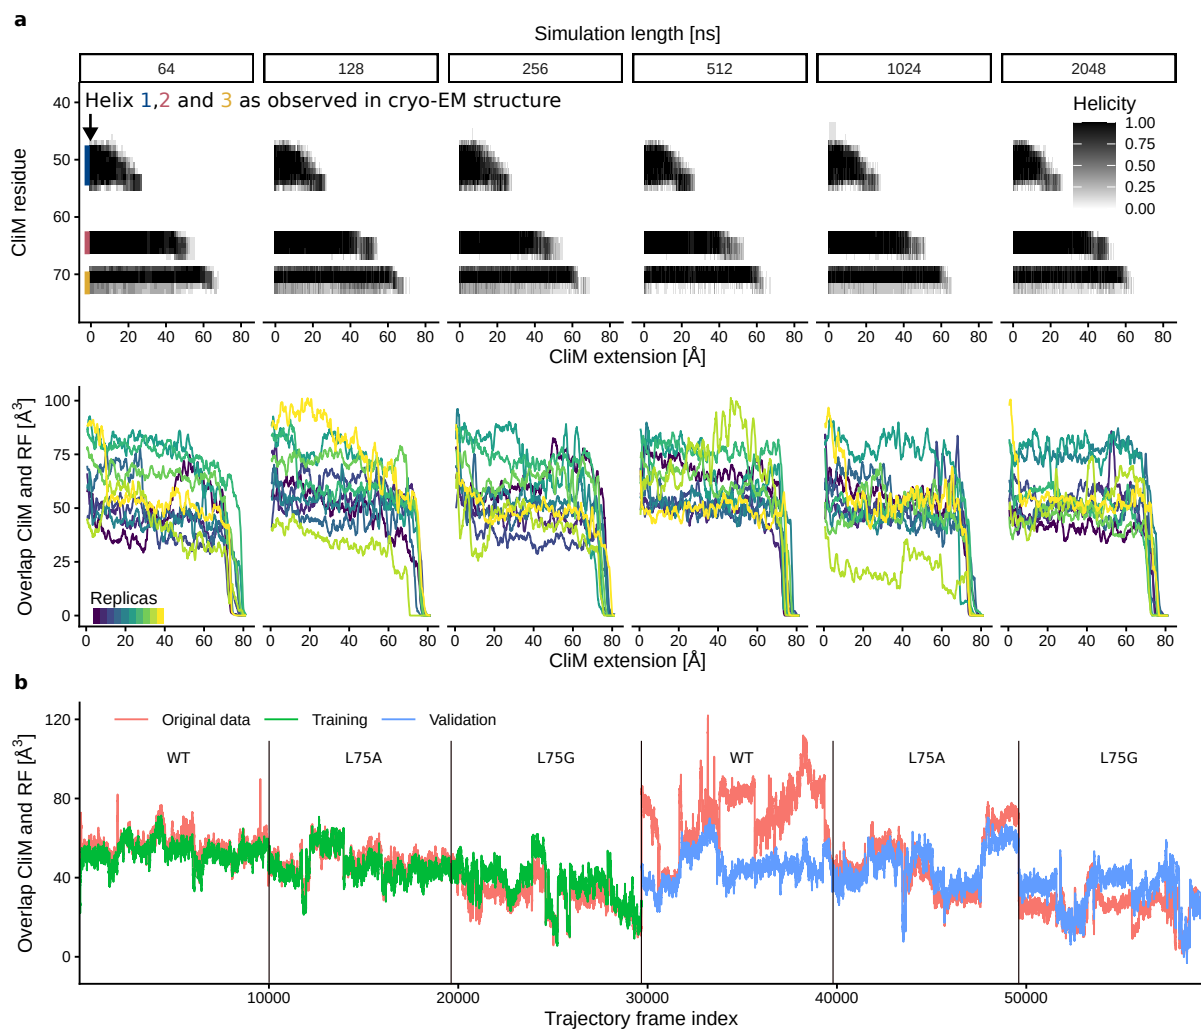 a
Simulation length [ns]
64 128 256 512 1024 2048
Helix 1,2 and 3 as observed in cryo-EM structure
Helicity
1.00
0.75
0.50
0.25
0.00
CliM residue
40
50
60
70
0 20 40 60 80 0 20 40 60 80 0 20 40 60 80 0 20 40 60 80 0 20 40 60 80 0 20 40 60 80
CliM extension [Å]
Overlap CliM and RF [Å³]
100
75
50
25
0
Replicas
0 20 40 60 80 0 20 40 60 80 0 20 40 60 80 0 20 40 60 80 0 20 40 60 80 0 20 40 60 80
CliM extension [Å]
b
Overlap CliM and RF [Å³]
120
80
40
0
Original data Training Validation
WT L75A L75G WT L75A L75G
10000 20000 30000 40000 50000
Trajectory frame index